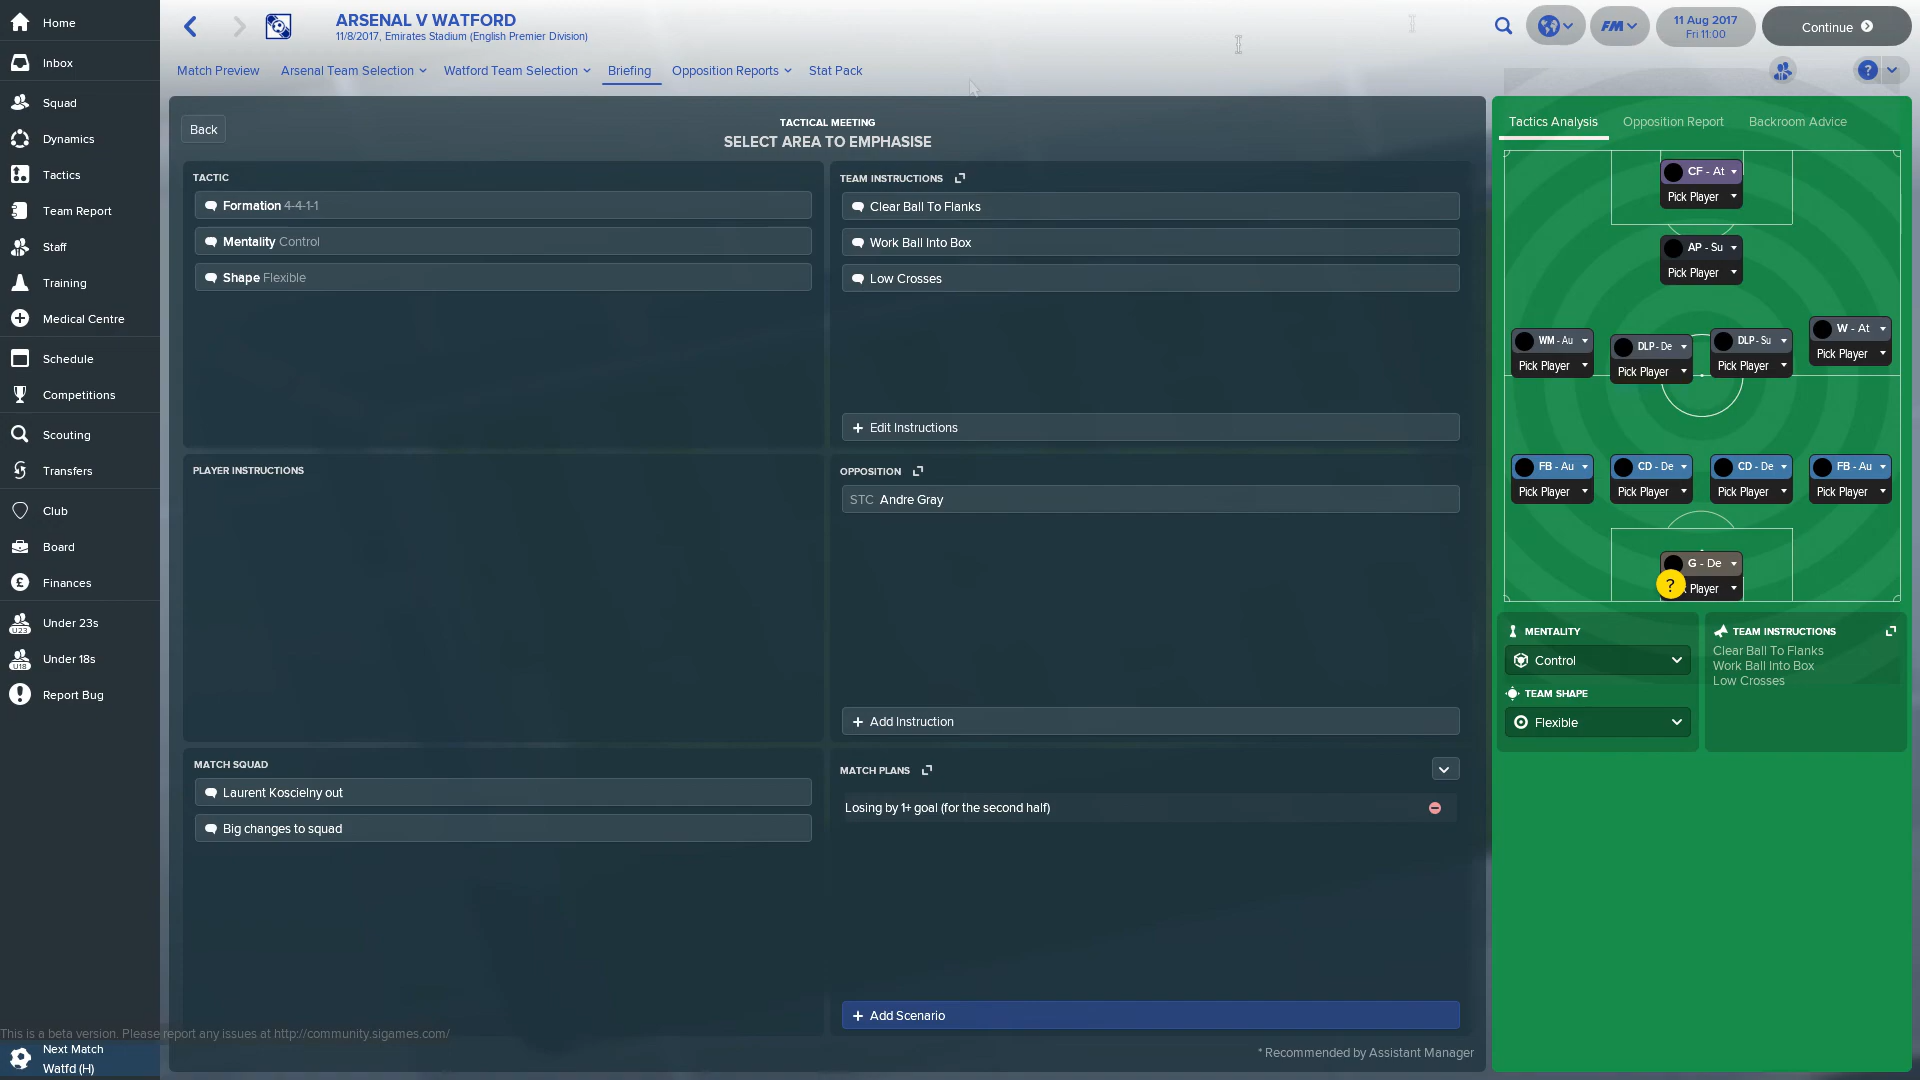 Home
Inbox
Squad
Dynamics
Tactics
Team Report
Staff
Training
Medical Centre
Schedule
Competitions
Scouting
Transfers
Club
Board
Finances
U23
Under 23s
U18
Under 18s
Report Bug
This is a beta version. Please report any issues at http://community.sigames.com/
Next Match
Watfd (H)
ARSENAL V WATFORD
11/8/2017, Emirates Stadium (English Premier Division)
FM
11 Aug 2017
Fri 11:00
Continue
Match Preview
Arsenal Team Selection
Watford Team Selection
Briefing
Opposition Reports
Stat Pack
?
Back
TACTICAL MEETING
SELECT AREA TO EMPHASISE
TACTIC
Formation 4-4-1-1
Mentality Control
Shape Flexible
TEAM INSTRUCTIONS
Clear Ball To Flanks
Work Ball Into Box
Low Crosses
+ Edit Instructions
PLAYER INSTRUCTIONS
OPPOSITION
STC Andre Gray
+ Add Instruction
MATCH SQUAD
Laurent Koscielny out
Big changes to squad
MATCH PLANS
Losing by 1+ goal (for the second half)
+ Add Scenario
* Recommended by Assistant Manager
Tactics Analysis
Opposition Report
Backroom Advice
CF - At
Pick Player
AP - Su
Pick Player
WM - Au
Pick Player
DLP - De
Pick Player
DLP - Su
Pick Player
W - At
Pick Player
FB - Au
Pick Player
CD - De
Pick Player
CD - De
Pick Player
FB - Au
Pick Player
G - De
? Player
MENTALITY
Control
TEAM SHAPE
Flexible
TEAM INSTRUCTIONS
Clear Ball To Flanks
Work Ball Into Box
Low Crosses